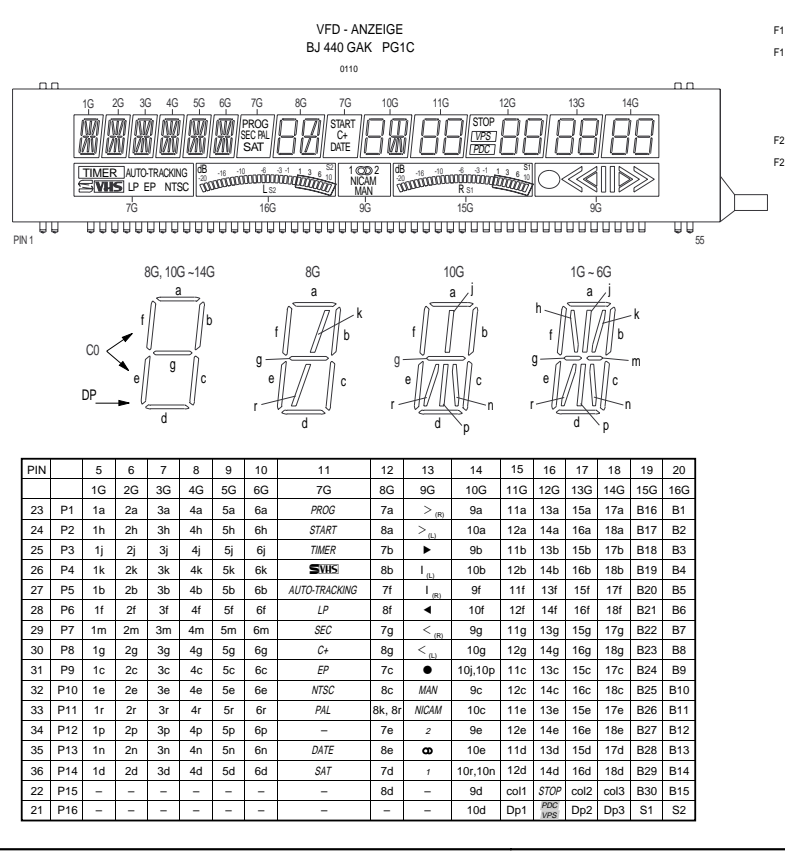 VFD - ANZEIGE
BJ 440 GAK PG1C
0110
F1
F1
F2
F2
1G 2G 3G 4G 5G 6G 7G 8G 7G 10G 11G 12G 13G 14G
PROG
SEC PAL
SAT
START
C+
DATE
STOP
VPS
PDC
TIMER AUTO-TRACKING
S VHS LP EP NTSC
dB -20 -16 -10 -6 -3 -1 1 3 6 10 S2
L S2
1 2
NICAM
MAN
dB -20 -16 -10 -6 -3 -1 1 3 6 10 S1
R S1
7G 16G 9G 15G 9G
PIN 1 55
8G, 10G ~14G 8G 10G 1G ~ 6G
a f b g e c d C0 DP
a k f b g e c r d
a j f b g e c r n d p
a j h k f b g m e c r n d p
PIN 5 6 7 8 9 10 11 12 13 14 15 16 17 18 19 20
1G 2G 3G 4G 5G 6G 7G 8G 9G 10G 11G 12G 13G 14G 15G 16G
23 P1 1a 2a 3a 4a 5a 6a PROG 7a > (R) 9a 11a 13a 15a 17a B16 B1
24 P2 1h 2h 3h 4h 5h 6h START 8a > (L) 10a 12a 14a 16a 18a B17 B2
25 P3 1j 2j 3j 4j 5j 6j TIMER 7b ▶ 9b 11b 13b 15b 17b B18 B3
26 P4 1k 2k 3k 4k 5k 6k SVHS 8b I (L) 10b 12b 14b 16b 18b B19 B4
27 P5 1b 2b 3b 4b 5b 6b AUTO-TRACKING 7f I (R) 9f 11f 13f 15f 17f B20 B5
28 P6 1f 2f 3f 4f 5f 6f LP 8f ◀ 10f 12f 14f 16f 18f B21 B6
29 P7 1m 2m 3m 4m 5m 6m SEC 7g < (R) 9g 11g 13g 15g 17g B22 B7
30 P8 1g 2g 3g 4g 5g 6g C+ 8g < (L) 10g 12g 14g 16g 18g B23 B8
31 P9 1c 2c 3c 4c 5c 6c EP 7c ● 10j,10p 11c 13c 15c 17c B24 B9
32 P10 1e 2e 3e 4e 5e 6e NTSC 8c MAN 9c 12c 14c 16c 18c B25 B10
33 P11 1r 2r 3r 4r 5r 6r PAL 8k, 8r NICAM 10c 11e 13e 15e 17e B26 B11
34 P12 1p 2p 3p 4p 5p 6p – 7e 2 9e 12e 14e 16e 18e B27 B12
35 P13 1n 2n 3n 4n 5n 6n DATE 8e 10e 11d 13d 15d 17d B28 B13
36 P14 1d 2d 3d 4d 5d 6d SAT 7d 1 10r,10n 12d 14d 16d 18d B29 B14
22 P15 – – – – – – – 8d – 9d col1 STOP col2 col3 B30 B15
21 P16 – – – – – – – – – 10d Dp1 PDC VPS Dp2 Dp3 S1 S2